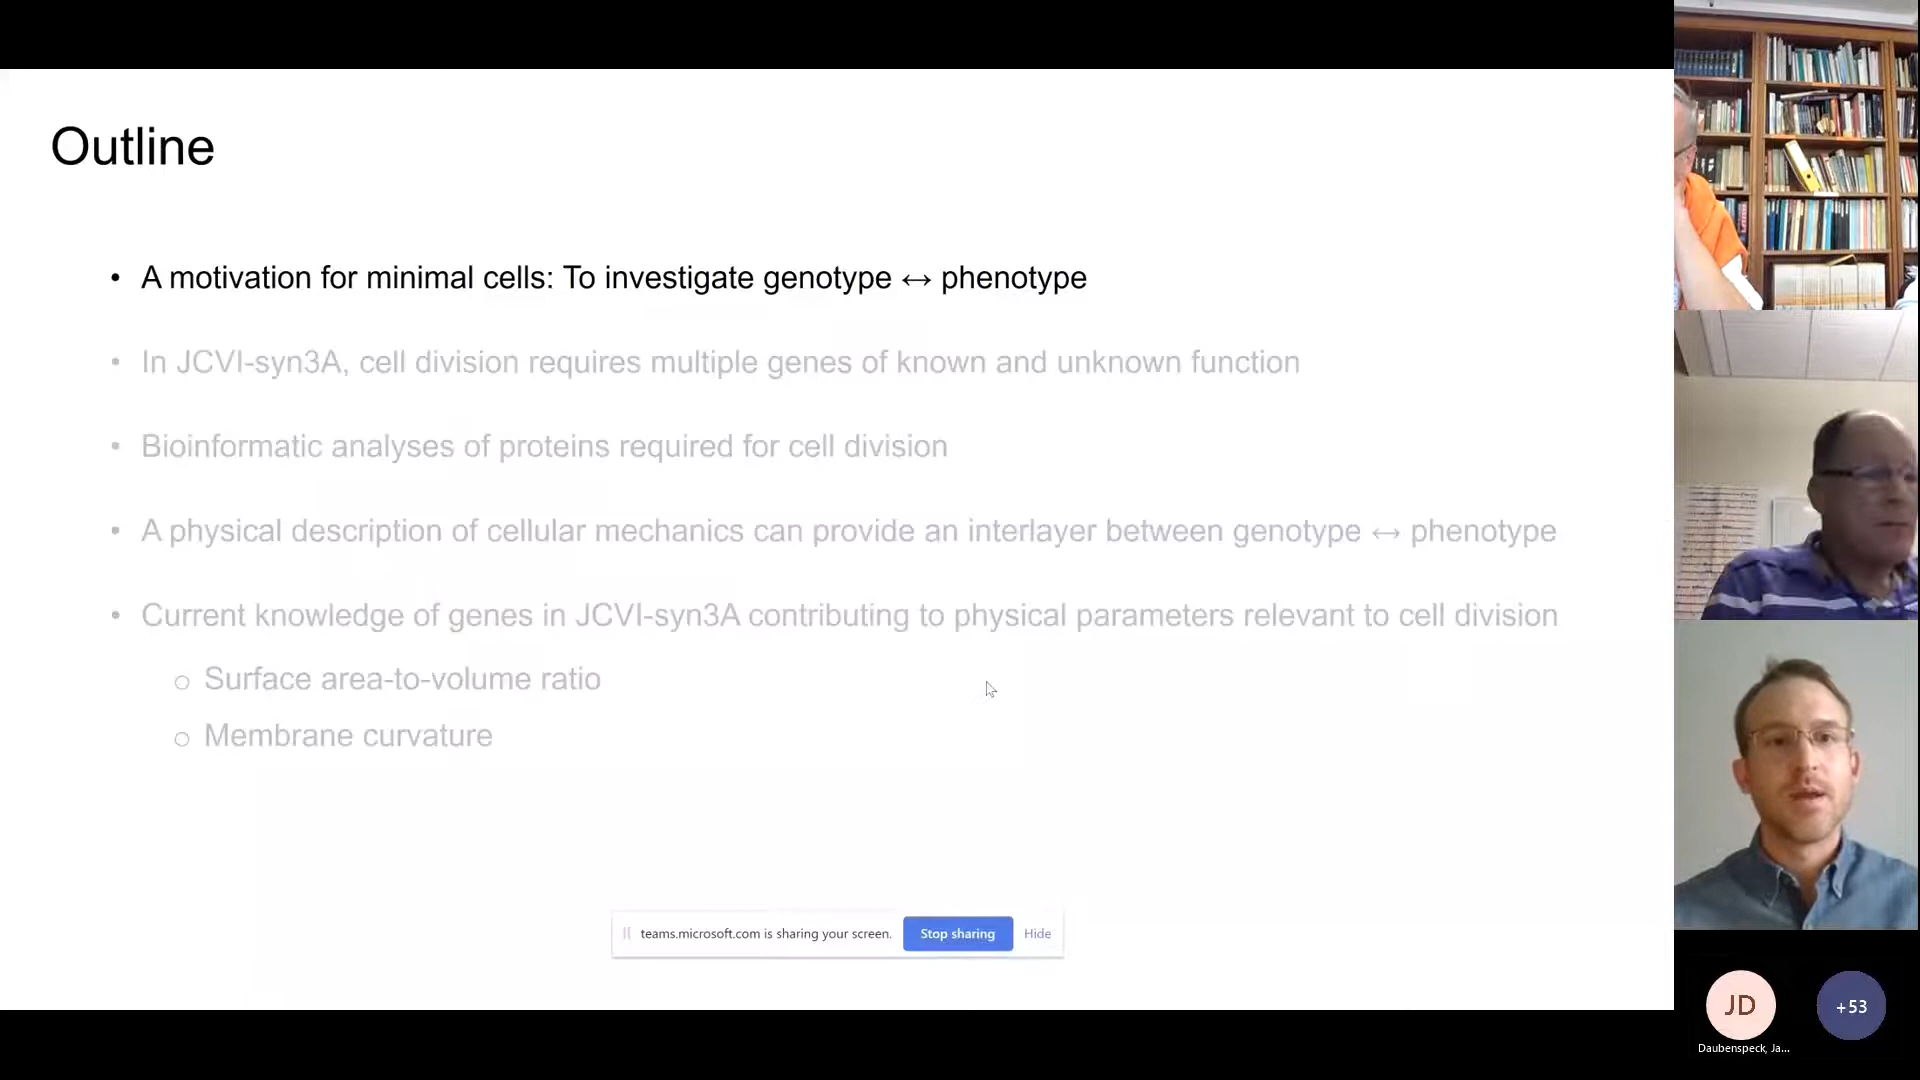 Outline
• A motivation for minimal cells: To investigate genotype ↔ phenotype
• In JCVI-syn3A, cell division requires multiple genes of known and unknown function
• Bioinformatic analyses of proteins required for cell division
• A physical description of cellular mechanics can provide an interlayer between genotype ↔ phenotype
• Current knowledge of genes in JCVI-syn3A contributing to physical parameters relevant to cell division
○ Surface area-to-volume ratio
○ Membrane curvature
teams.microsoft.com is sharing your screen. Stop sharing Hide
JD
+53
Daubenspeck, Ja...